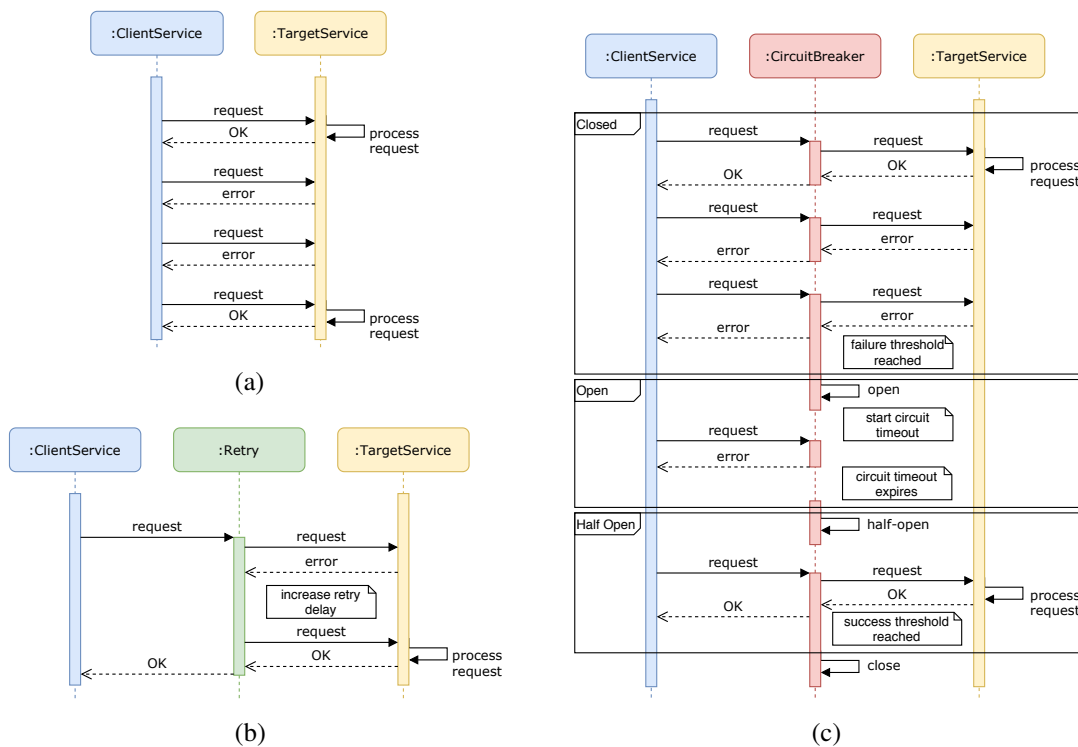 :ClientService
:TargetService
request
OK
process
request
request
error
request
error
request
OK
process
request
(a)
:ClientService
:Retry
:TargetService
request
request
error
increase retry
delay
request
OK
process
request
OK
(b)
:ClientService
:CircuitBreaker
:TargetService
Closed
request
request
process
request
OK
OK
request
request
error
error
request
request
error
error
failure threshold
reached
Open
open
start circuit
timeout
request
error
circuit timeout
expires
Half Open
half-open
request
request
process
request
OK
OK
success threshold
reached
close
(c)